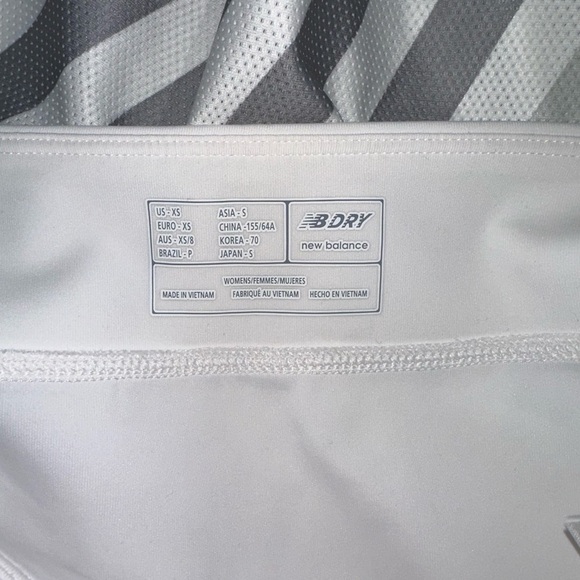 US - XS ASIA - S
EURO - XS CHINA - 155/64A
AUS - XS/8 KOREA - 70
BRAZIL - P JAPAN - S
NB DRY
new balance
WOMENS/FEMMES/MUJERES
MADE IN VIETNAM FABRIQUÉ AU VIETNAM HECHO EN VIETNAM